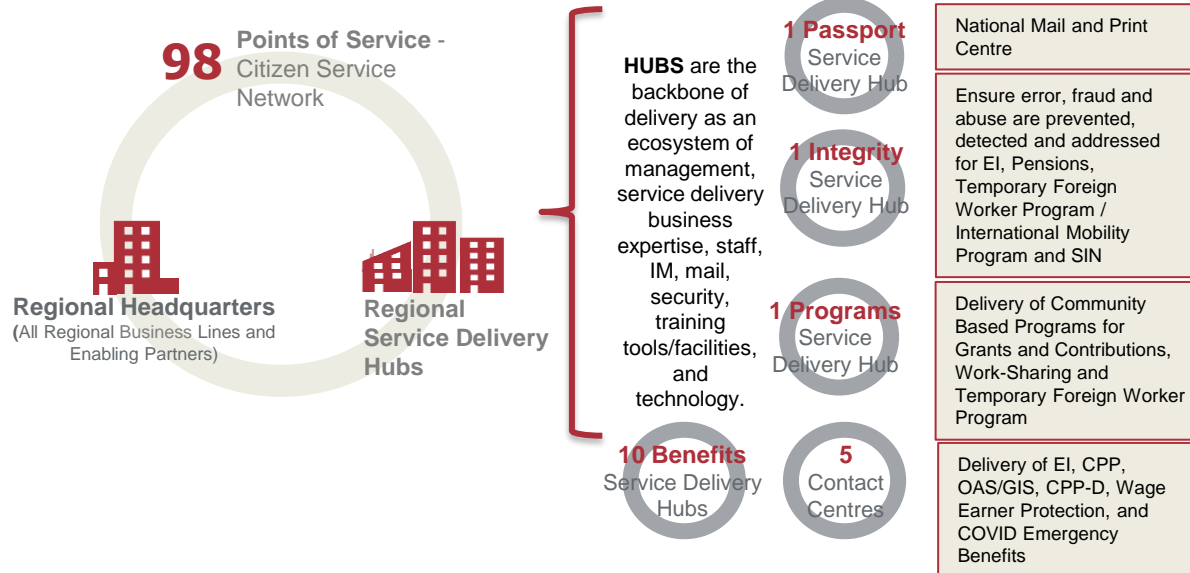 98
Points of Service -
Citizen Service
Network
Regional Headquarters
(All Regional Business Lines and
Enabling Partners)
Regional
Service Delivery
Hubs
HUBS are the
backbone of
delivery as an
ecosystem of
management,
service delivery
business
expertise, staff,
IM, mail,
security,
training
tools/facilities,
and
technology.
1 Passport
Service
Delivery Hub
National Mail and Print
Centre
1 Integrity
Service
Delivery Hub
Ensure error, fraud and
abuse are prevented,
detected and addressed
for EI, Pensions,
Temporary Foreign
Worker Program /
International Mobility
Program and SIN
1 Programs
Service
Delivery Hub
Delivery of Community
Based Programs for
Grants and Contributions,
Work-Sharing and
Temporary Foreign Worker
Program
10 Benefits
Service Delivery
Hubs
5
Contact
Centres
Delivery of EI, CPP,
OAS/GIS, CPP-D, Wage
Earner Protection, and
COVID Emergency
Benefits